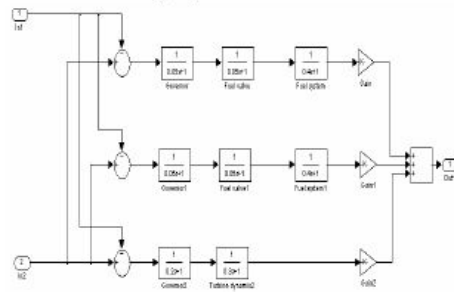 1
In1
1
0.05s+1
Governor
1
0.05s+1
Fuel valve
1
0.4s+1
Fuel system
Gain
1
0.05s+1
Governor1
1
0.05s+1
Fuel valve1
1
0.4s+1
Fuel system1
Gain1
1
Out1
2
In2
1
0.2s+1
Governor2
1
0.3s+1
Turbine dynamics2
Gain2